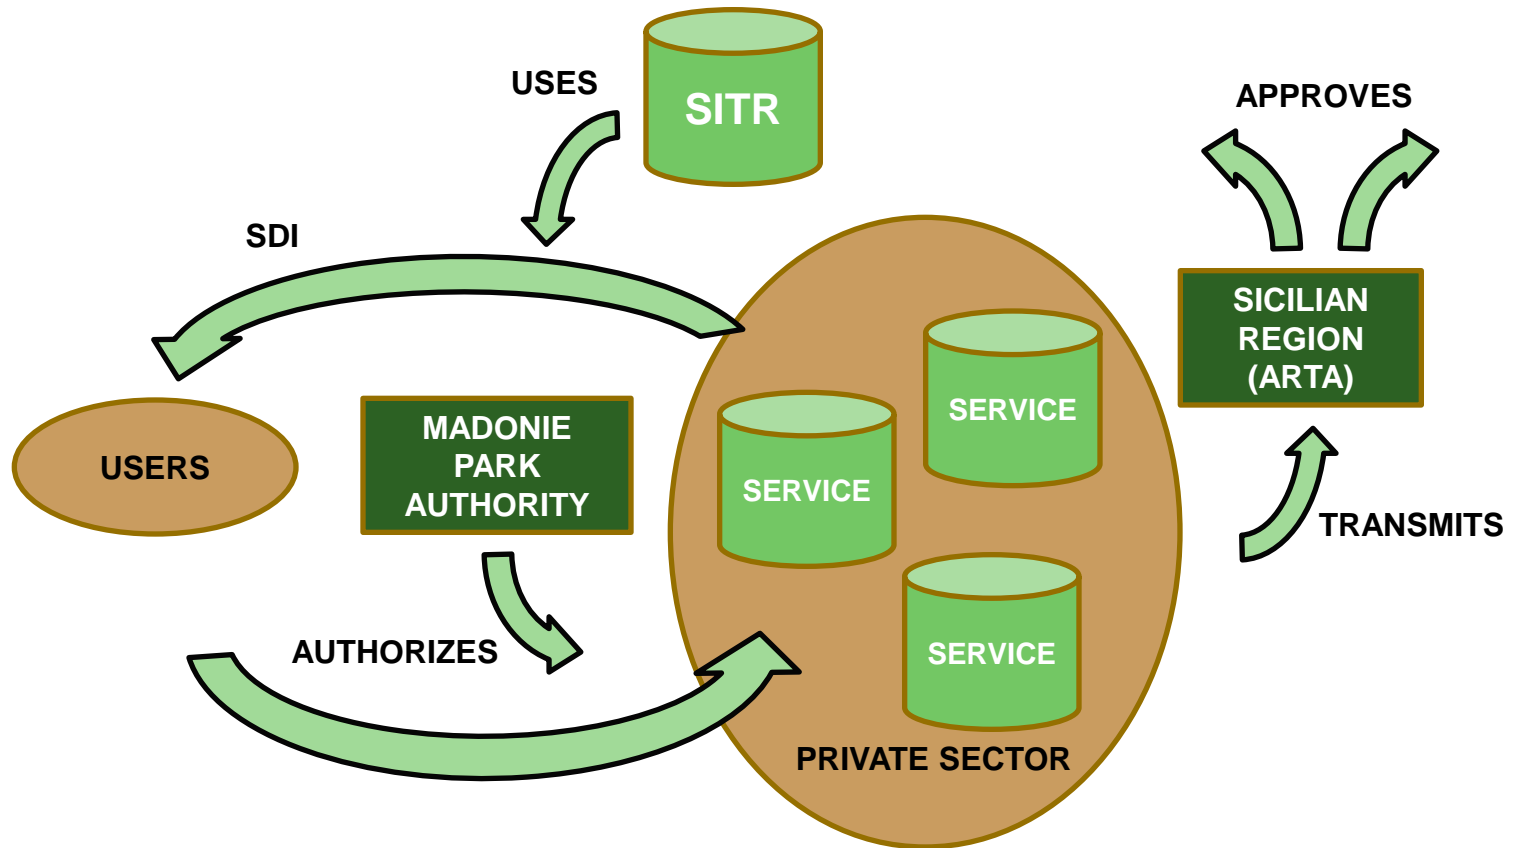 USES
SITR
APPROVES
SDI
SICILIAN
REGION
(ARTA)
SERVICE
MADONIE
PARK
AUTHORITY
USERS
SERVICE
TRANSMITS
AUTHORIZES
SERVICE
PRIVATE SECTOR